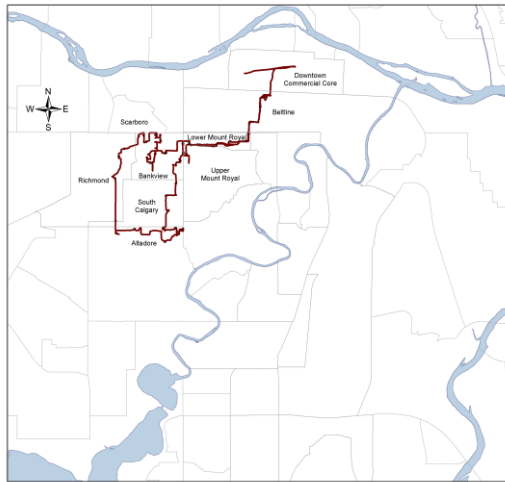 Downtown
Commercial Core
N
W E
S
Beltline
Scarboro
Lower Mount Royal
Richmond
Bankview
Upper
Mount Royal
South
Calgary
Altadore